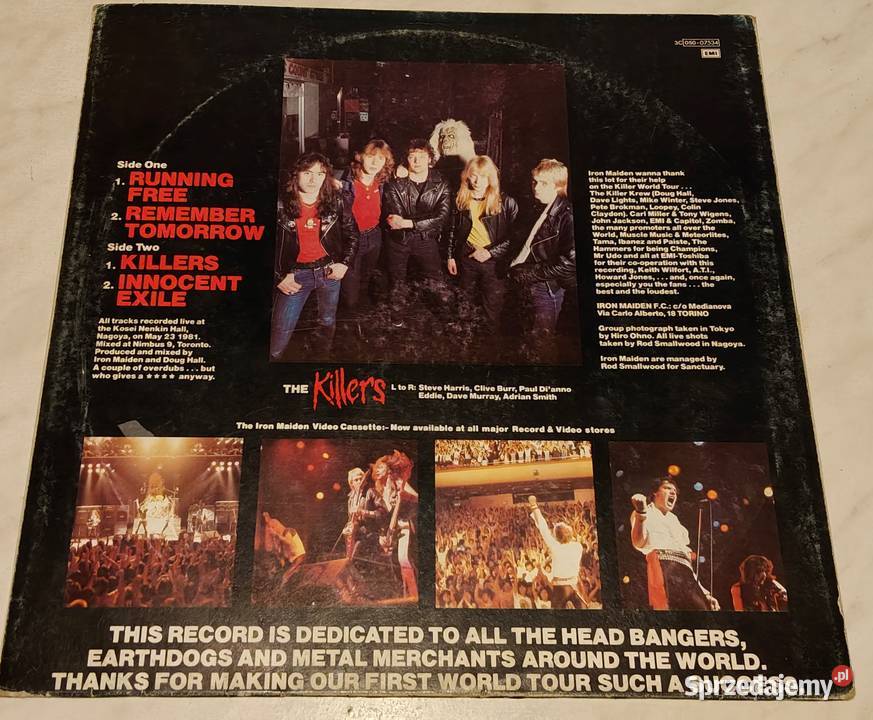 3C 050-07534
EMI
Side One
1. RUNNING
FREE
2. REMEMBER
TOMORROW
Side Two
1. KILLERS
2. INNOCENT
EXILE
All tracks recorded live at
the Kosei Nenkin Hall,
Nagoya, on May 23 1981.
Mixed at Nimbus 9, Toronto.
Produced and mixed by
Iron Maiden and Doug Hall.
A couple of overdubs . . . but
who gives a **** anyway.
Iron Maiden wanna thank
this lot for their help
on the Killer World Tour . . .
The Killer Krew (Doug Hall,
Dave Lights, Mike Winter, Steve Jones,
Pete Brokman, Loopey, Colin
Claydon). Carl Miller & Tony Wigens,
John Jackson, EMI & Capitol, Zomba,
the many promoters all over the
World, Muscle Music & Meteorlites,
Tama, Ibanez and Paiste, The
Hammers for being Champions,
Mr Udo and all at EMI-Toshiba
for their co-operation with this
recording, Keith Wilfort, A.T.I.,
Howard Jones, . . . and, once again,
especially you the fans . . . the
best and the loudest.
IRON MAIDEN F.C.: c/o Medianova
Via Carlo Alberto, 18 TORINO
Group photograph taken in Tokyo
by Hiro Ohno. All live shots
taken by Rod Smallwood in Nagoya.
Iron Maiden are managed by
Rod Smallwood for Sanctuary.
THE Killers L to R: Steve Harris, Clive Burr, Paul Di'anno
Eddie, Dave Murray, Adrian Smith
The Iron Maiden Video Cassette:- Now available at all major Record & Video stores
THIS RECORD IS DEDICATED TO ALL THE HEAD BANGERS,
EARTHDOGS AND METAL MERCHANTS AROUND THE WORLD.
THANKS FOR MAKING OUR FIRST WORLD TOUR SUCH A
Sprzedajemy.pl